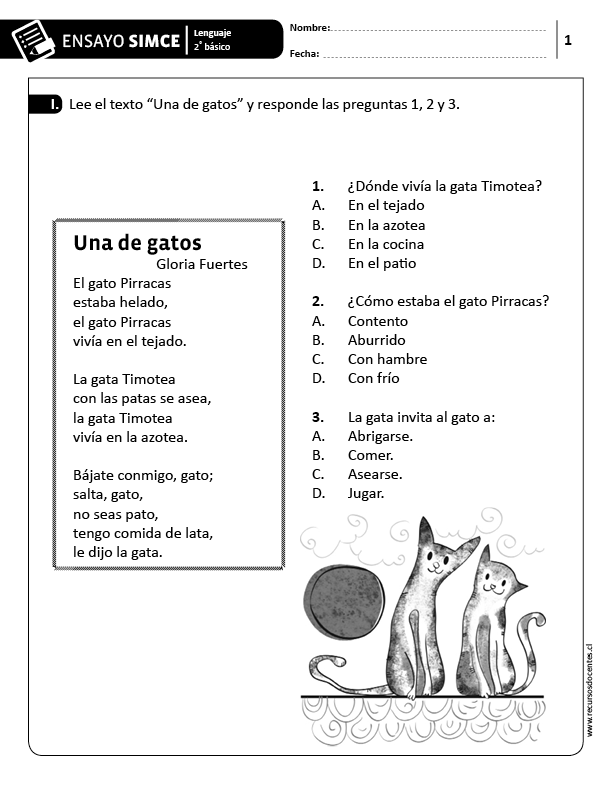 ENSAYO SIMCE
Lenguaje
2° básico
Nombre:
Fecha:
1
I. Lee el texto “Una de gatos” y responde las preguntas 1, 2 y 3.
Una de gatos
Gloria Fuertes
El gato Pirracas
estaba helado,
el gato Pirracas
vivía en el tejado.
La gata Timotea
con las patas se asea,
la gata Timotea
vivía en la azotea.
Bájate conmigo, gato;
salta, gato,
no seas pato,
tengo comida de lata,
le dijo la gata.
1. ¿Dónde vivía la gata Timotea?
A. En el tejado
B. En la azotea
C. En la cocina
D. En el patio
2. ¿Cómo estaba el gato Pirracas?
A. Contento
B. Aburrido
C. Con hambre
D. Con frío
3. La gata invita al gato a:
A. Abrigarse.
B. Comer.
C. Asearse.
D. Jugar.
www.recursosdocentes.cl